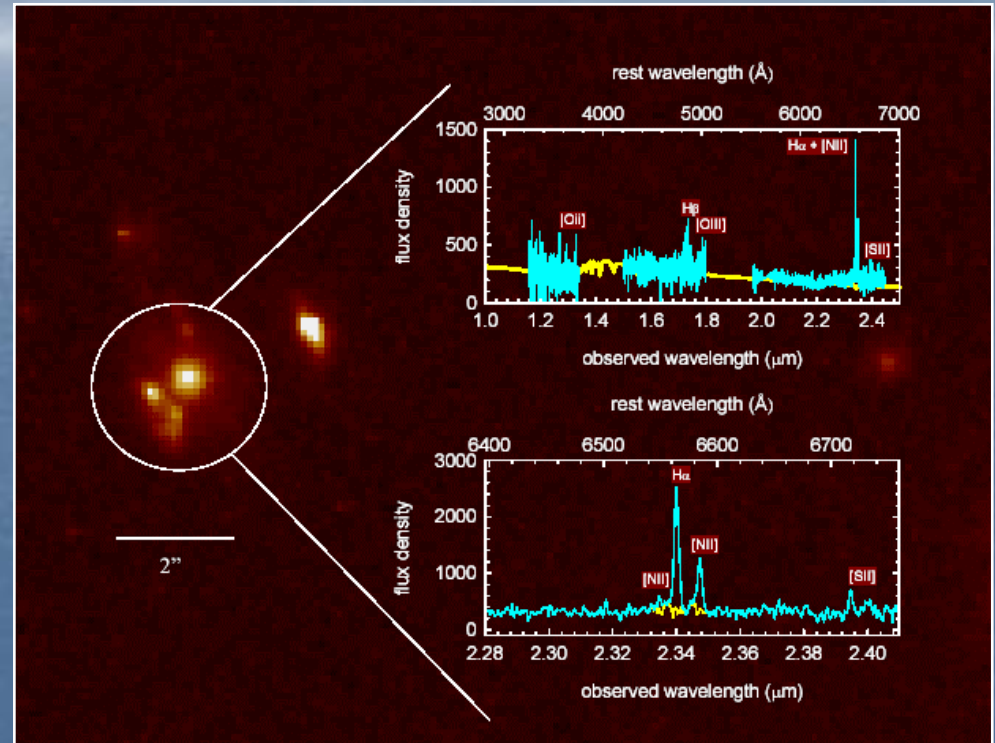 rest wavelength (Å)
3000 4000 5000 6000 7000
1500
1000
500
0
flux density
[Oii]
Hβ
[OIII]
Hα + [NII]
[SII]
1.0 1.2 1.4 1.6 1.8 2.0 2.2 2.4
observed wavelength (μm)
rest wavelength (Å)
6400 6500 6600 6700
3000
2000
1000
0
flux density
Hα
[NII]
[NII]
[SII]
2.28 2.30 2.32 2.34 2.36 2.38 2.40
observed wavelength (μm)
2”